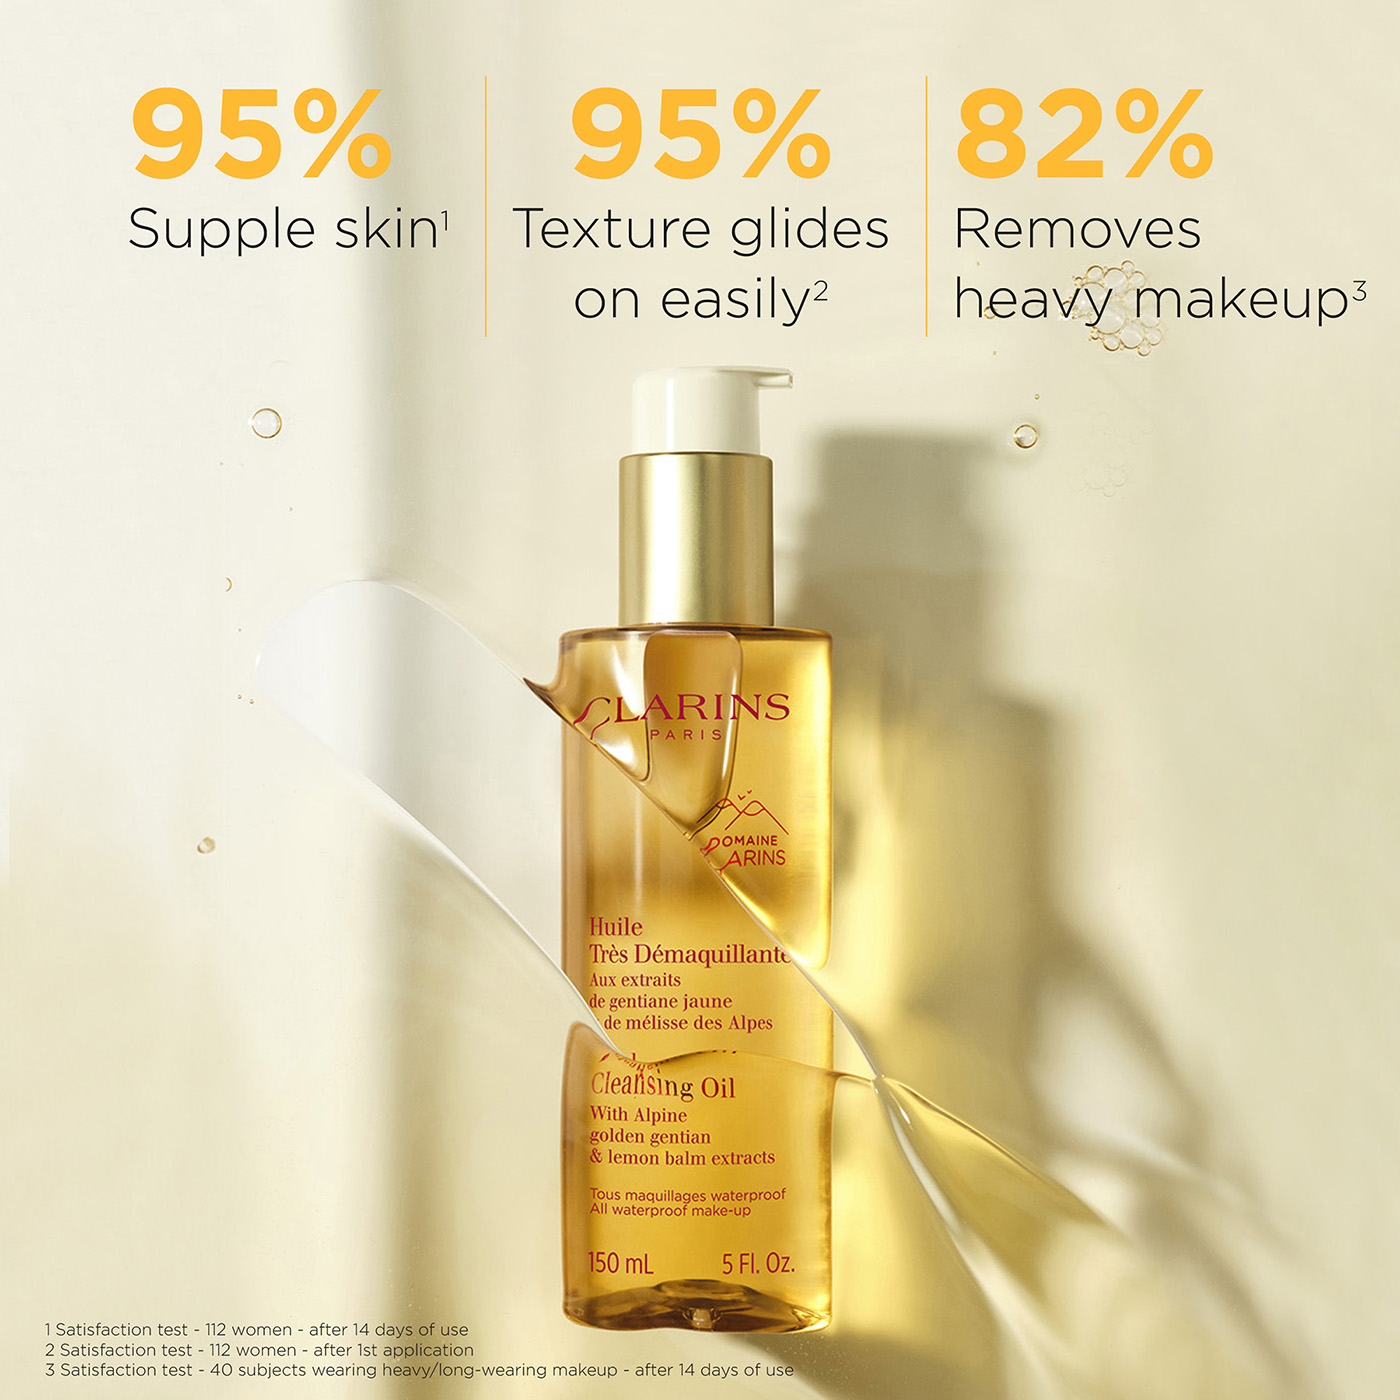 95%
Supple skin¹
95%
Texture glides
on easily²
82%
Removes
heavy makeup³
CLARINS
PARIS
DOMAINE
Huile
Très Démaquillante
Aux extraits
de gentiane jaune
de mélisse des Alpes
Cleansing Oil
With Alpine
golden gentian
& lemon balm extracts
Tous maquillages waterproof
All waterproof make-up
150 mL 5 Fl. Oz.
1 Satisfaction test - 112 women - after 14 days of use
2 Satisfaction test - 112 women - after 1st application
3 Satisfaction test - 40 subjects wearing heavy/long-wearing makeup - after 14 days of use